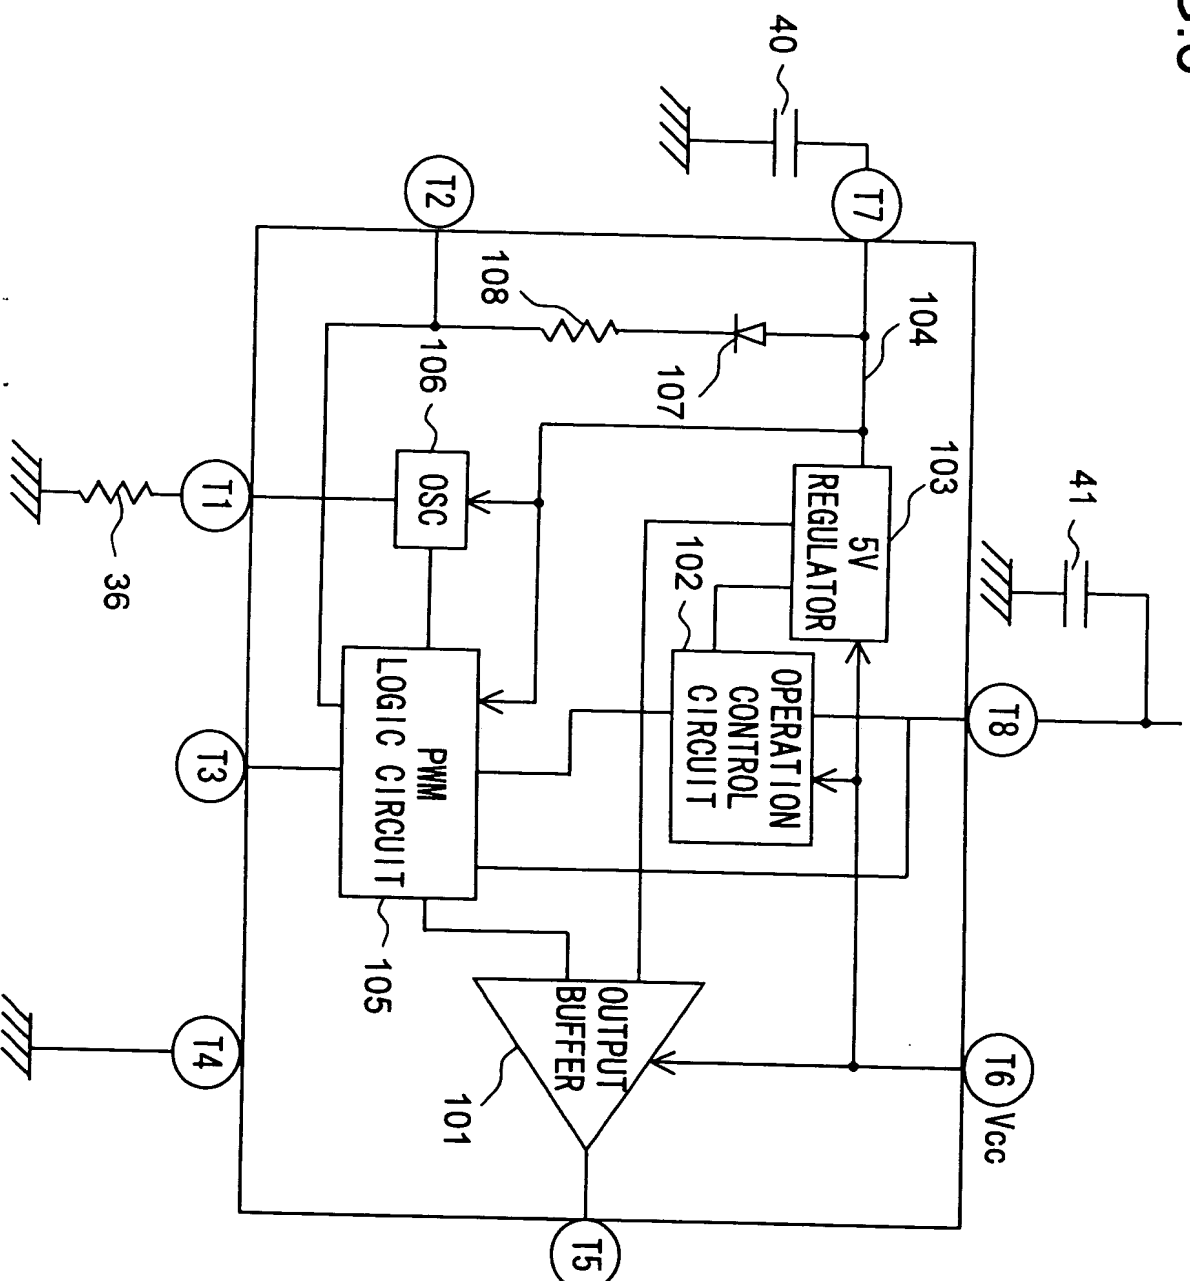 40
T7
T2
108
107
104
106
OSC
T1
36
103
5V
REGULATOR
41
102
OPERATION
CONTROL
CIRCUIT
T8
PWM
LOGIC CIRCUIT
105
T3
T4
OUTPUT
BUFFER
101
T6
Vcc
T5